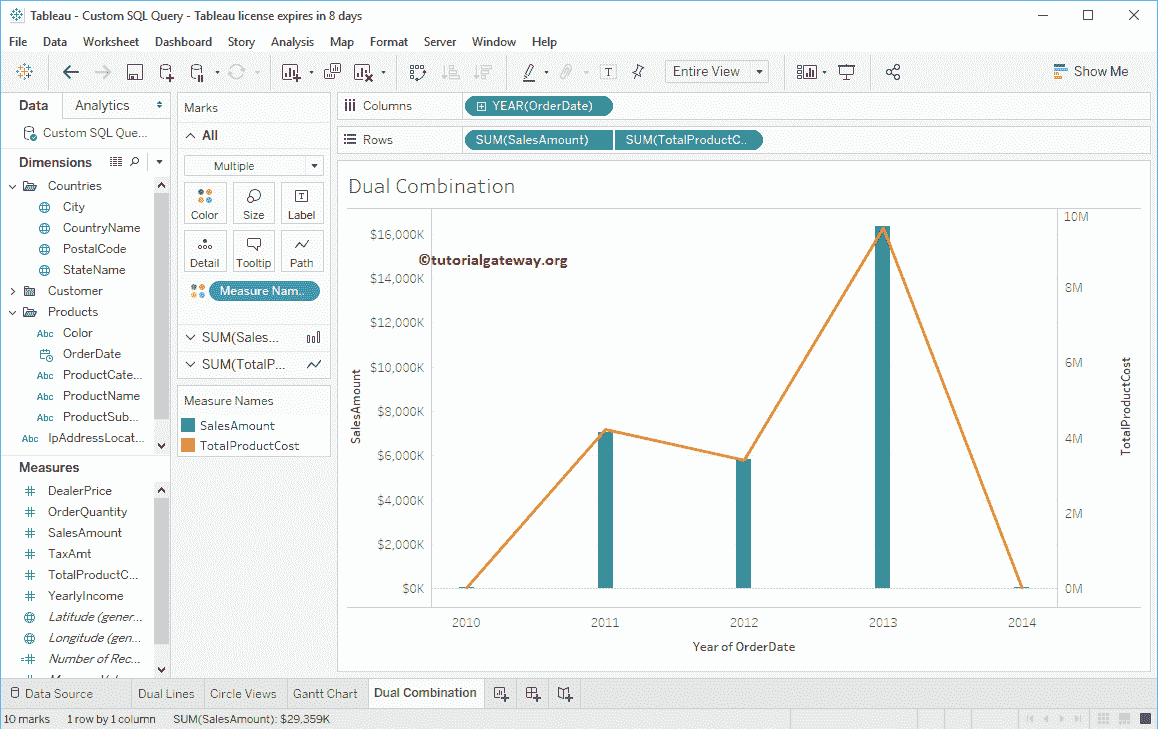 Tableau - Custom SQL Query - Tableau license expires in 8 days
File Data Worksheet Dashboard Story Analysis Map Format Server Window Help
Entire View
Show Me
Data Analytics
Custom SQL Que...
Dimensions
Countries
City
CountryName
PostalCode
StateName
Customer
Products
Abc Color
OrderDate
Abc ProductCate...
Abc ProductName
Abc ProductSub...
Abc IpAddressLocat...
Measures
DealerPrice
OrderQuantity
SalesAmount
TaxAmt
TotalProductC...
YearlyIncome
Latitude (gener...
Longitude (gen...
Number of Rec...
Marks
All
Multiple
Color Size Label
Detail Tooltip Path
Measure Nam..
SUM(Sales...
SUM(TotalP...
Measure Names
SalesAmount
TotalProductCost
Columns YEAR(OrderDate)
Rows SUM(SalesAmount) SUM(TotalProductC..
Dual Combination
©tutorialgateway.org
SalesAmount
$16,000K
$14,000K
$12,000K
$10,000K
$8,000K
$6,000K
$4,000K
$2,000K
$0K
10M
8M
6M
4M
2M
0M
TotalProductCost
2010 2011 2012 2013 2014
Year of OrderDate
Data Source Dual Lines Circle Views Gantt Chart Dual Combination
10 marks 1 row by 1 column SUM(SalesAmount): $29,359K